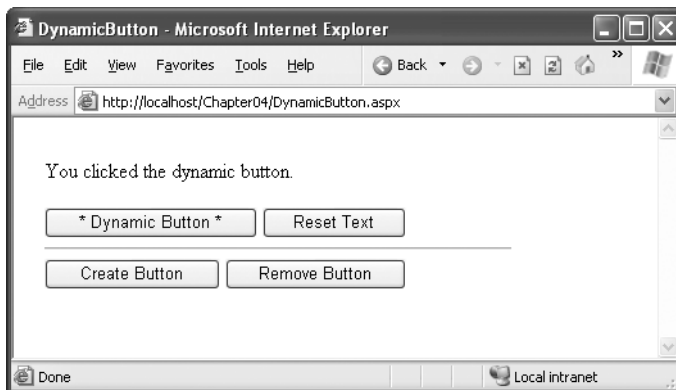 DynamicButton - Microsoft Internet Explorer
File Edit View Favorites Tools Help Back »
Address http://localhost/Chapter04/DynamicButton.aspx
You clicked the dynamic button.
* Dynamic Button * Reset Text
Create Button Remove Button
Done Local intranet